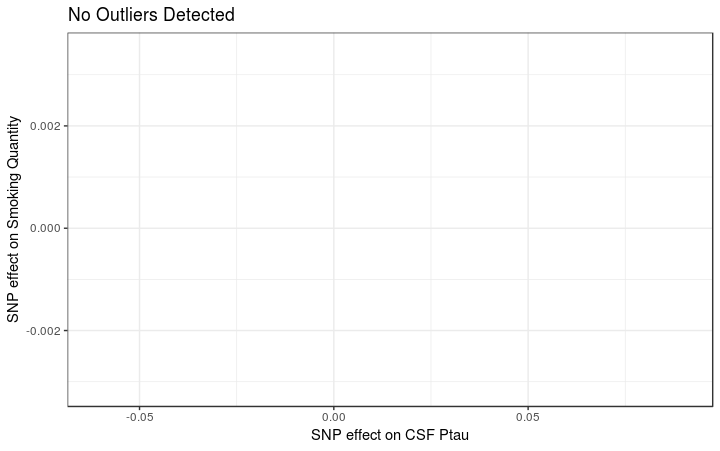 No Outliers Detected
SNP effect on Smoking Quantity
0.002
0.000
-0.002
-0.05
0.00
0.05
SNP effect on CSF Ptau